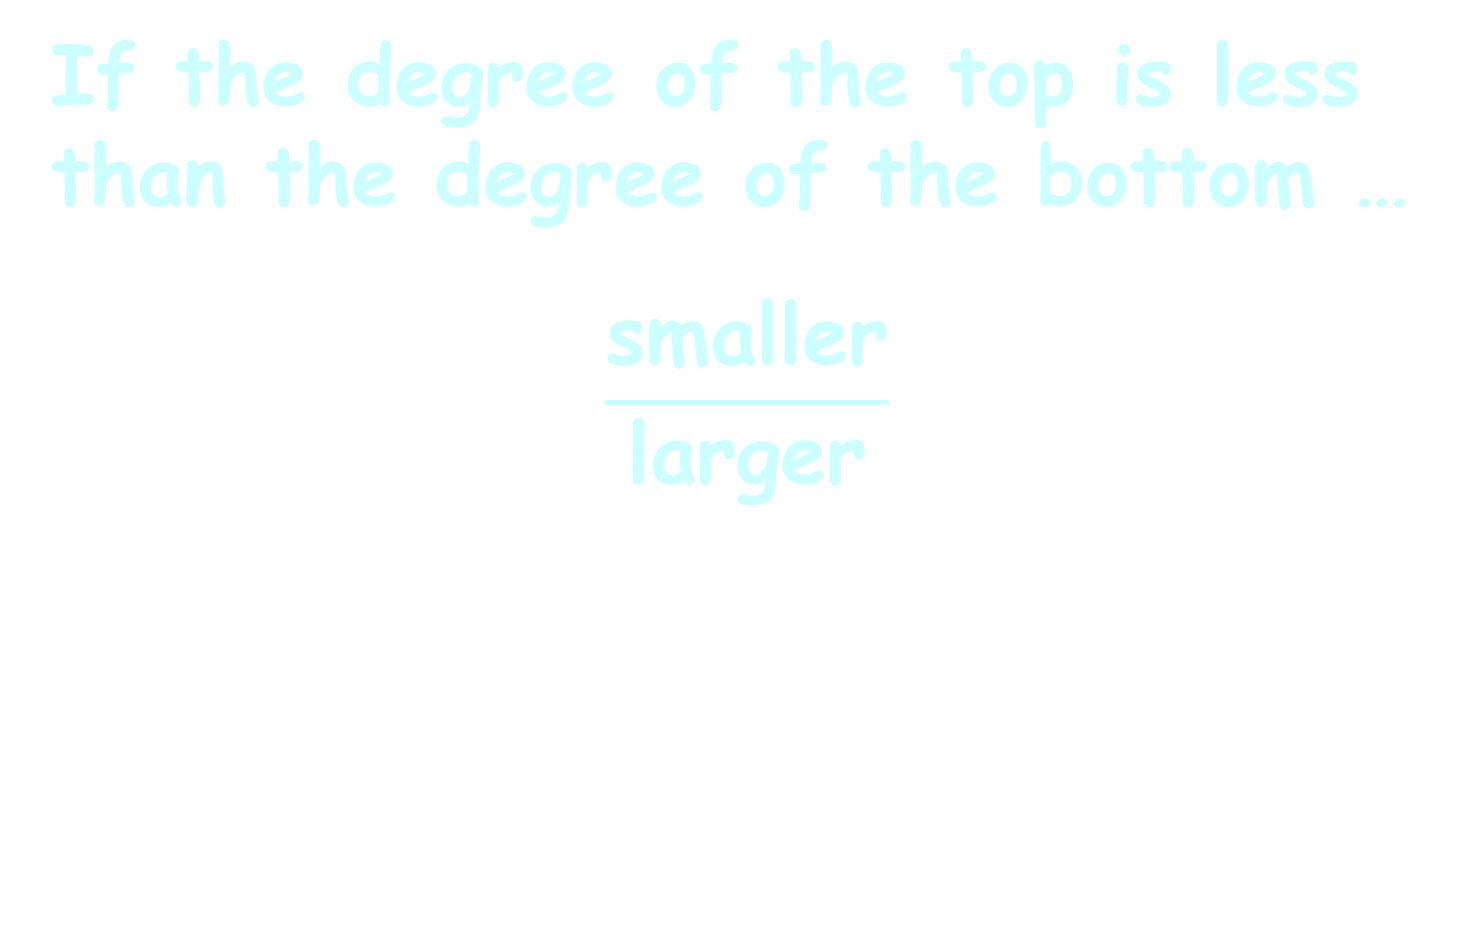 If the degree of the top is less
than the degree of the bottom …
smaller
larger